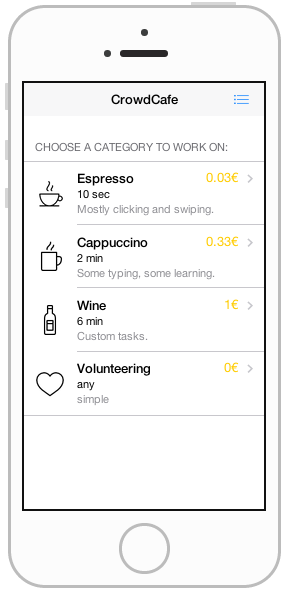 CrowdCafe
CHOOSE A CATEGORY TO WORK ON:
Espresso 0.03€
10 sec
Mostly clicking and swiping.
Cappuccino 0.33€
2 min
Some typing, some learning.
Wine 1€
6 min
Custom tasks.
Volunteering 0€
any
simple